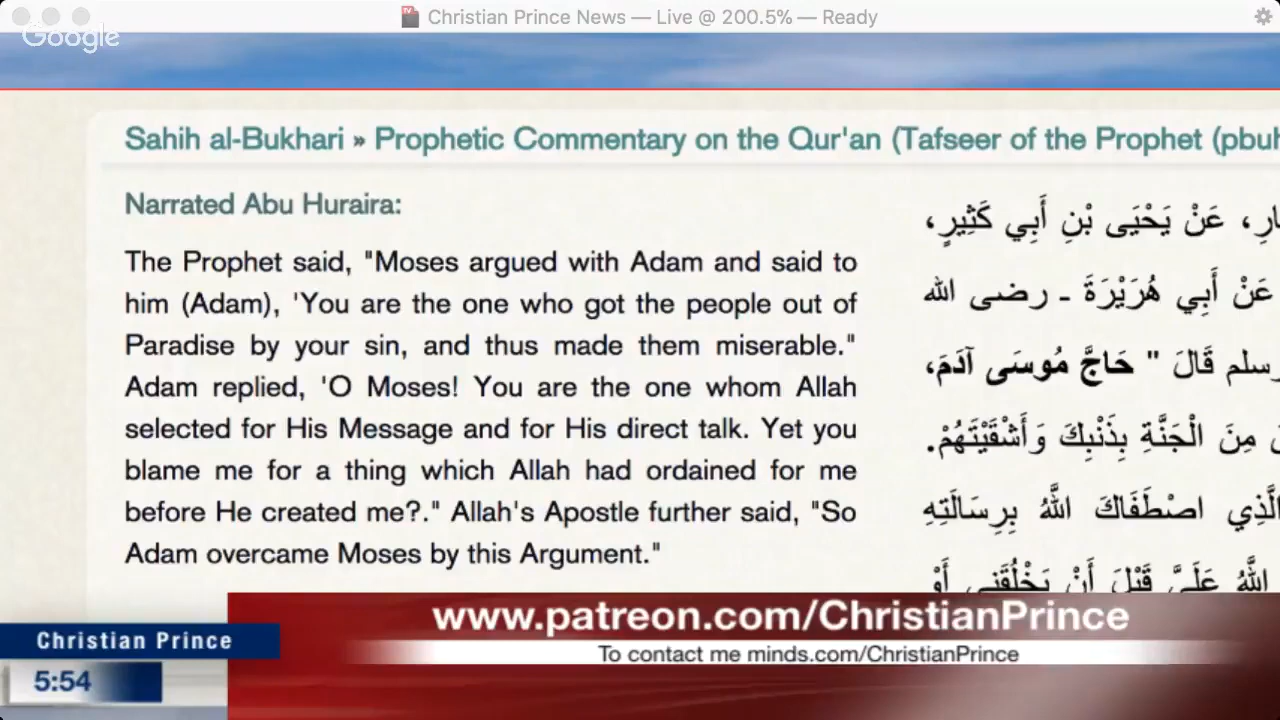 Christian Prince News — Live @ 200.5% — Ready
Google
Sahih al-Bukhari » Prophetic Commentary on the Qur'an (Tafseer of the Prophet (pbuh
Narrated Abu Huraira:
The Prophet said, "Moses argued with Adam and said to
him (Adam), 'You are the one who got the people out of
Paradise by your sin, and thus made them miserable."
Adam replied, 'O Moses! You are the one whom Allah
selected for His Message and for His direct talk. Yet you
blame me for a thing which Allah had ordained for me
before He created me?." Allah's Apostle further said, "So
Adam overcame Moses by this Argument."
عَنْ يَحْيَى بْنِ أَبِي كَثِيرٍ،
عَنْ أَبِي هُرَيْرَةَ ـ رضى الله
قَالَ ‏"‏ حَاجَّ مُوسَى آدَمَ،
مِنَ الْجَنَّةِ بِذَنْبِكَ وَأَشْقَيْتَهُمْ‏.‏
الَّذِي اصْطَفَاكَ اللَّهُ بِرِسَالَتِهِ
اللَّهُ عَلَىَّ قَبْلَ أَنْ يَخْلُقَنِي أَوْ
www.patreon.com/ChristianPrince
To contact me minds.com/ChristianPrince
Christian Prince
5:54